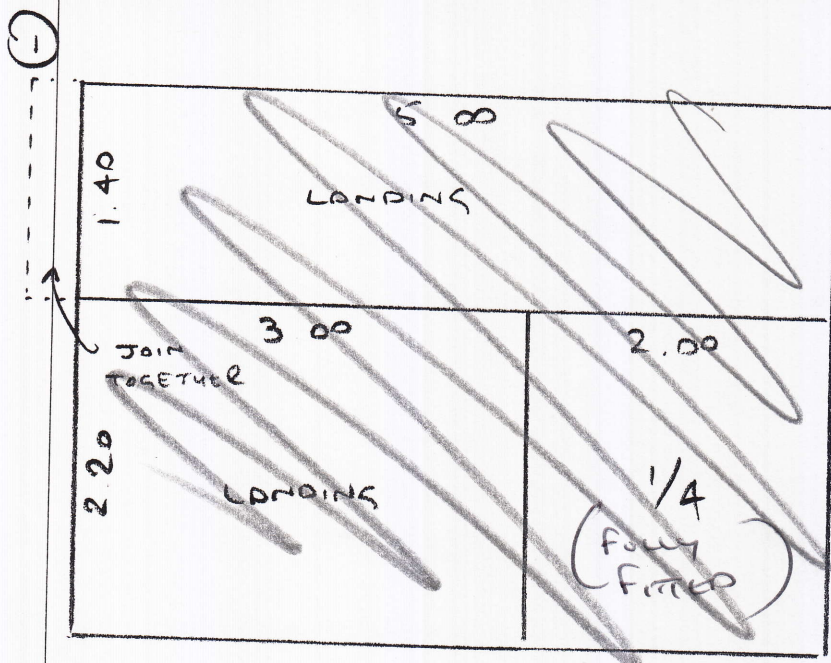 1
5 00
1.40
LANDING
3 00
2.00
JOIN
TOGETHER
2.20
LANDING
1/4
(FULLY
FITTED)